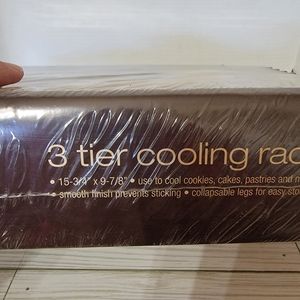 3 tier cooling rac
• 15-3/4" x 9-7/8" • use to cool cookies, cakes, pastries and m
• smooth finish prevents sticking • collapsable legs for easy sto